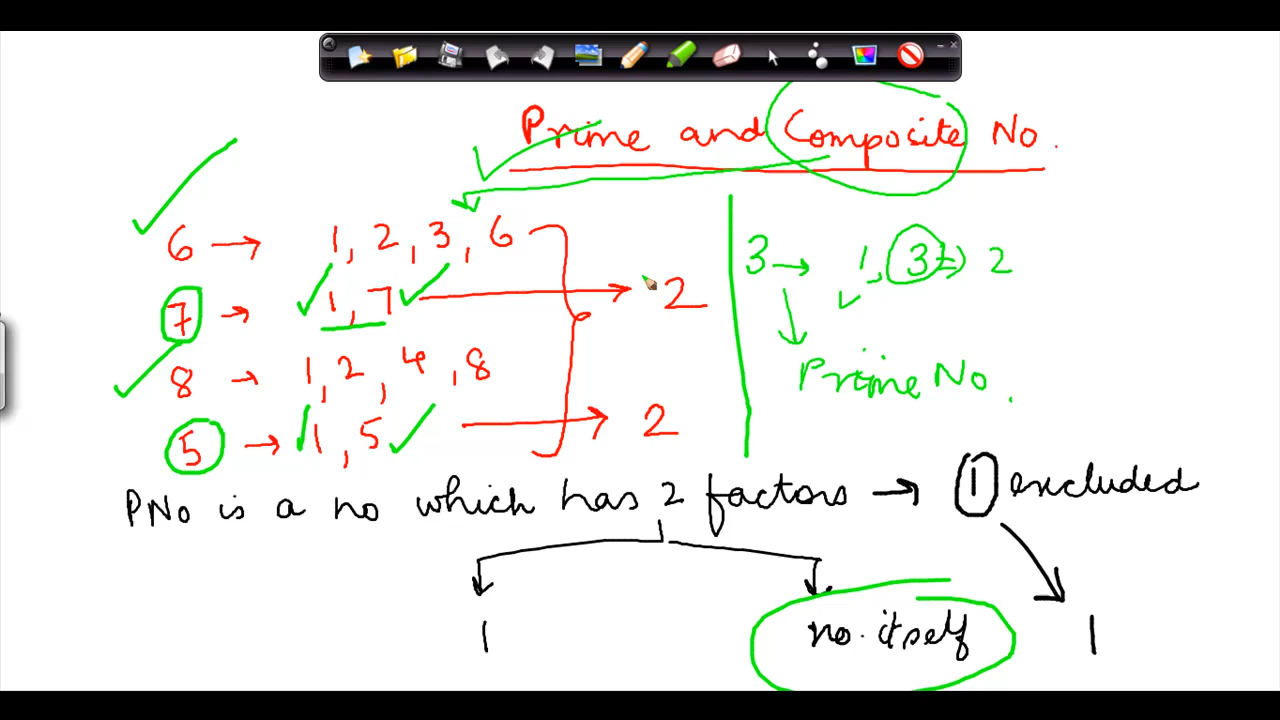 Prime and Composite No.
6 → 1, 2, 3, 6
7 → 1, 7 → 2
8 → 1, 2, 4, 8
5 → 1, 5 → 2
3 → 1, 3 => 2
Prime No.
PNo is a no which has 2 factors → 1 excluded
1 no. itself 1